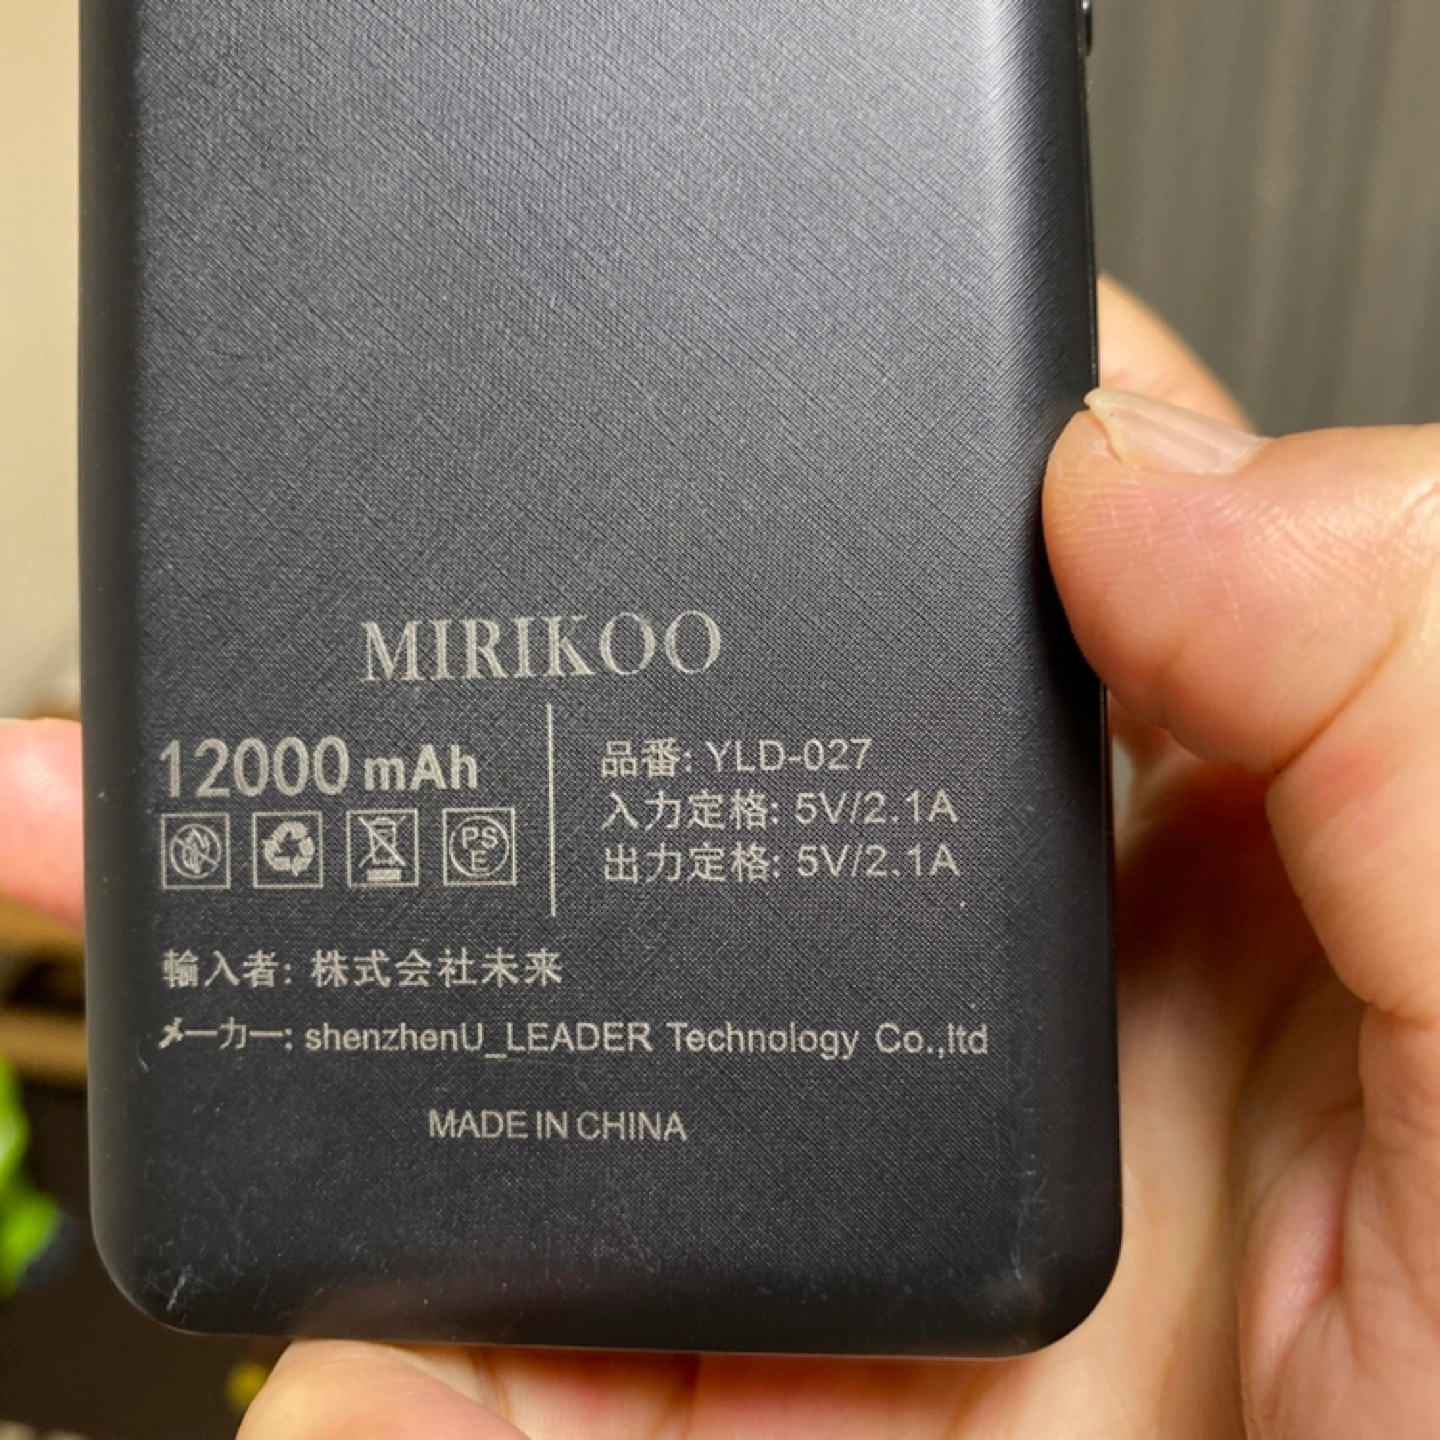 MIRIKOO
12000 mAh
PSE
品番: YLD-027
入力定格: 5V/2.1A
出力定格: 5V/2.1A
輸入者: 株式会社未来
メーカー: shenzhenU_LEADER Technology Co.,ltd
MADE IN CHINA